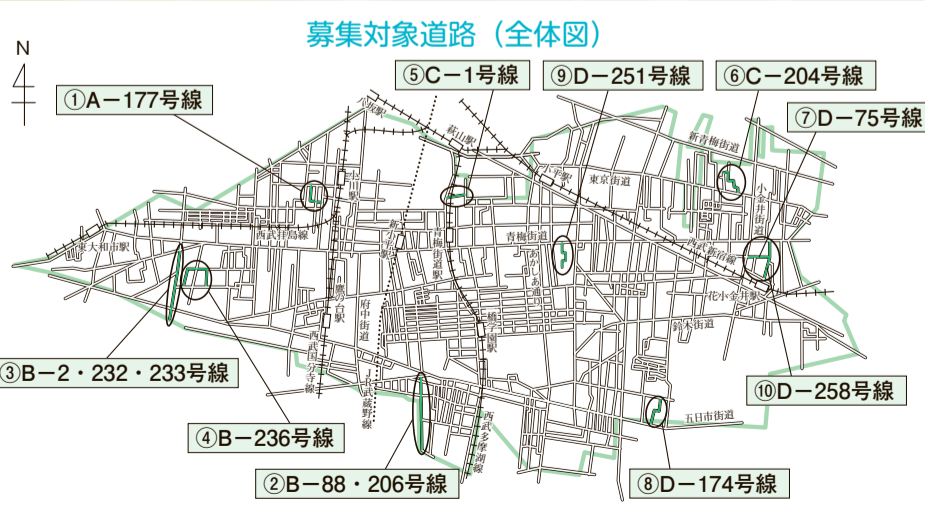 募集対象道路（全体図）
N
⑤C－1号線
⑨D－251号線
⑥C－204号線
①A－177号線
⑦D－75号線
八坂駅
萩山駅
新青梅街道
小川駅
小平駅
東京街道
小金井街道
西武拝島線
新小平駅
青梅街道駅
青梅街道
あかしあ通り
西武新宿線
東大和市駅
鷹の台駅
府中街道
花小金井駅
一橋学園駅
鈴木街道
③B－2・232・233号線
西武国分寺線
JR武蔵野線
⑩D－258号線
五日市街道
④B－236号線
西武多摩湖線
②B－88・206号線
⑧D－174号線